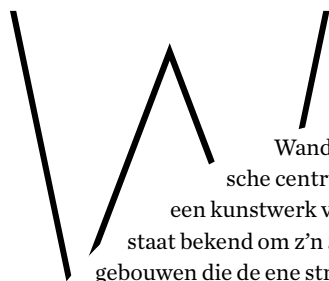 Wand
sche centr
een kunstwerk v
staat bekend om z’n
gebouwen die de ene str